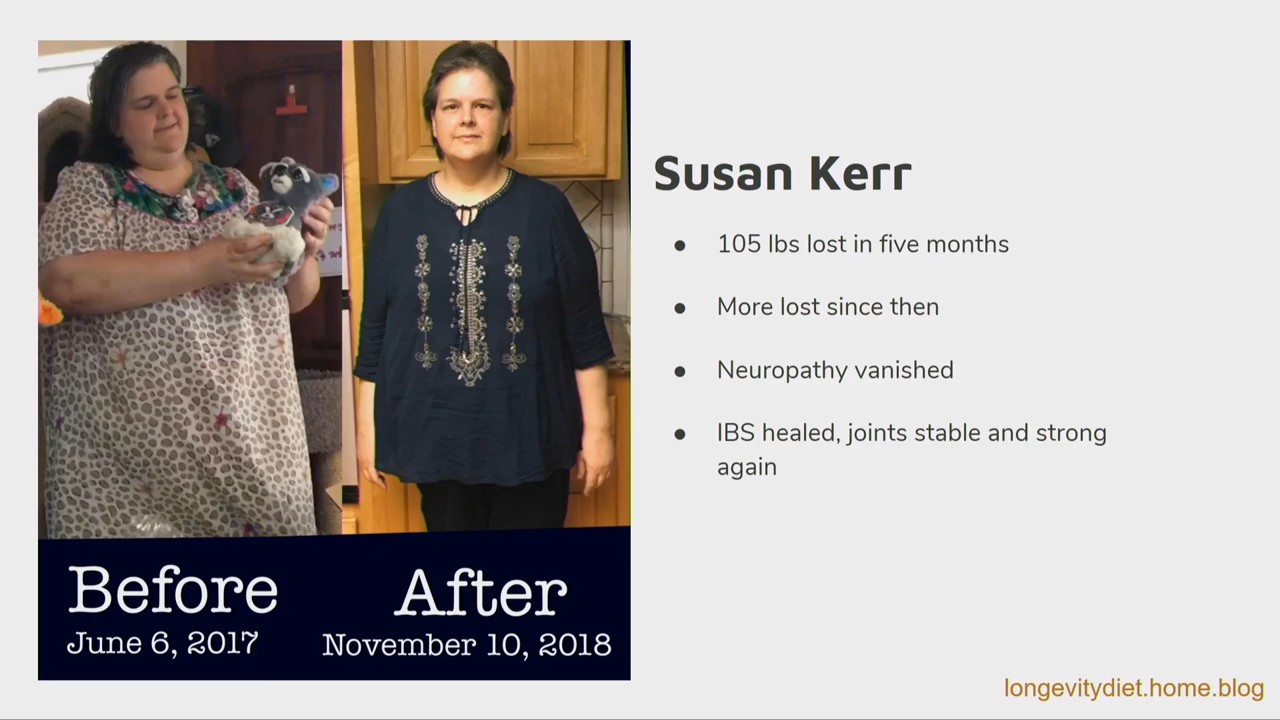 Susan Kerr
● 105 lbs lost in five months
● More lost since then
● Neuropathy vanished
● IBS healed, joints stable and strong
again
Before
June 6, 2017
After
November 10, 2018
longevitydiet.home.blog